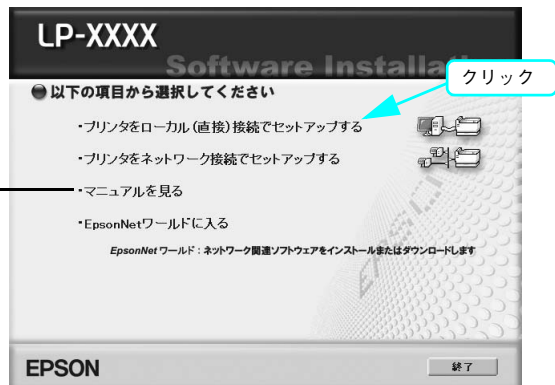 LP-XXXX
Software Installa
クリック
以下の項目から選択してください
・プリンタをローカル(直接)接続でセットアップする
・プリンタをネットワーク接続でセットアップする
・マニュアルを見る
・EpsonNetワールドに入る
EpsonNet ワールド:ネットワーク関連ソフトウェアをインストールまたはダウンロードします
EPSON
EPSON
終了